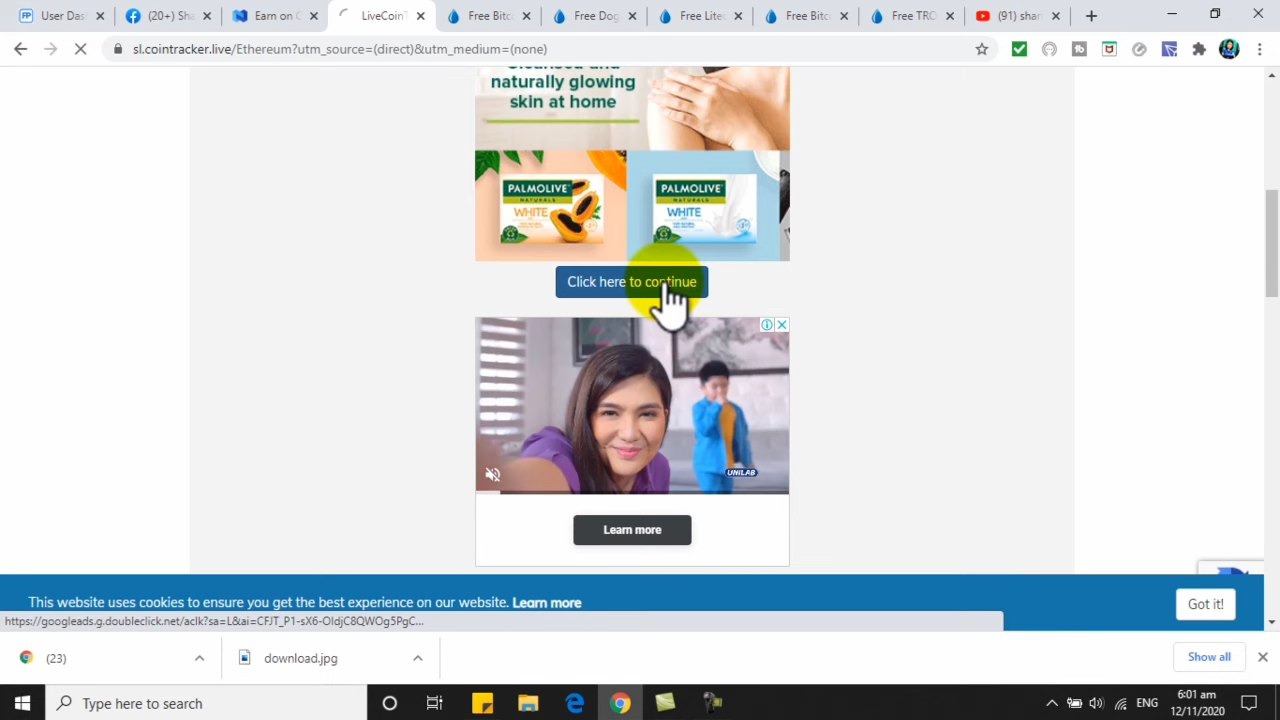 User Das
(20+) Sha
Earn on C
LiveCoinT
Free Bitc
Free Dog
Free Lite
Free Bitc
Free TRO
(91) shar
sl.cointracker.live/Ethereum?utm_source=(direct)&utm_medium=(none)
naturally glowing
skin at home
PALMOLIVE
NATURALS
WHITE
PALMOLIVE
NATURALS
WHITE
Click here to continue
UNILAB
Learn more
This website uses cookies to ensure you get the best experience on our website. Learn more
Got it!
https://googleads.g.doubleclick.net/aclk?sa=L&ai=CFJT_P1-sX6-OIdjC8QWOg5PgC...
(23)
download.jpg
Show all
Type here to search
ENG
6:01 am
12/11/2020